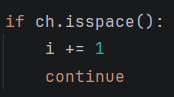 if ch.isspace():
    i += 1
    continue